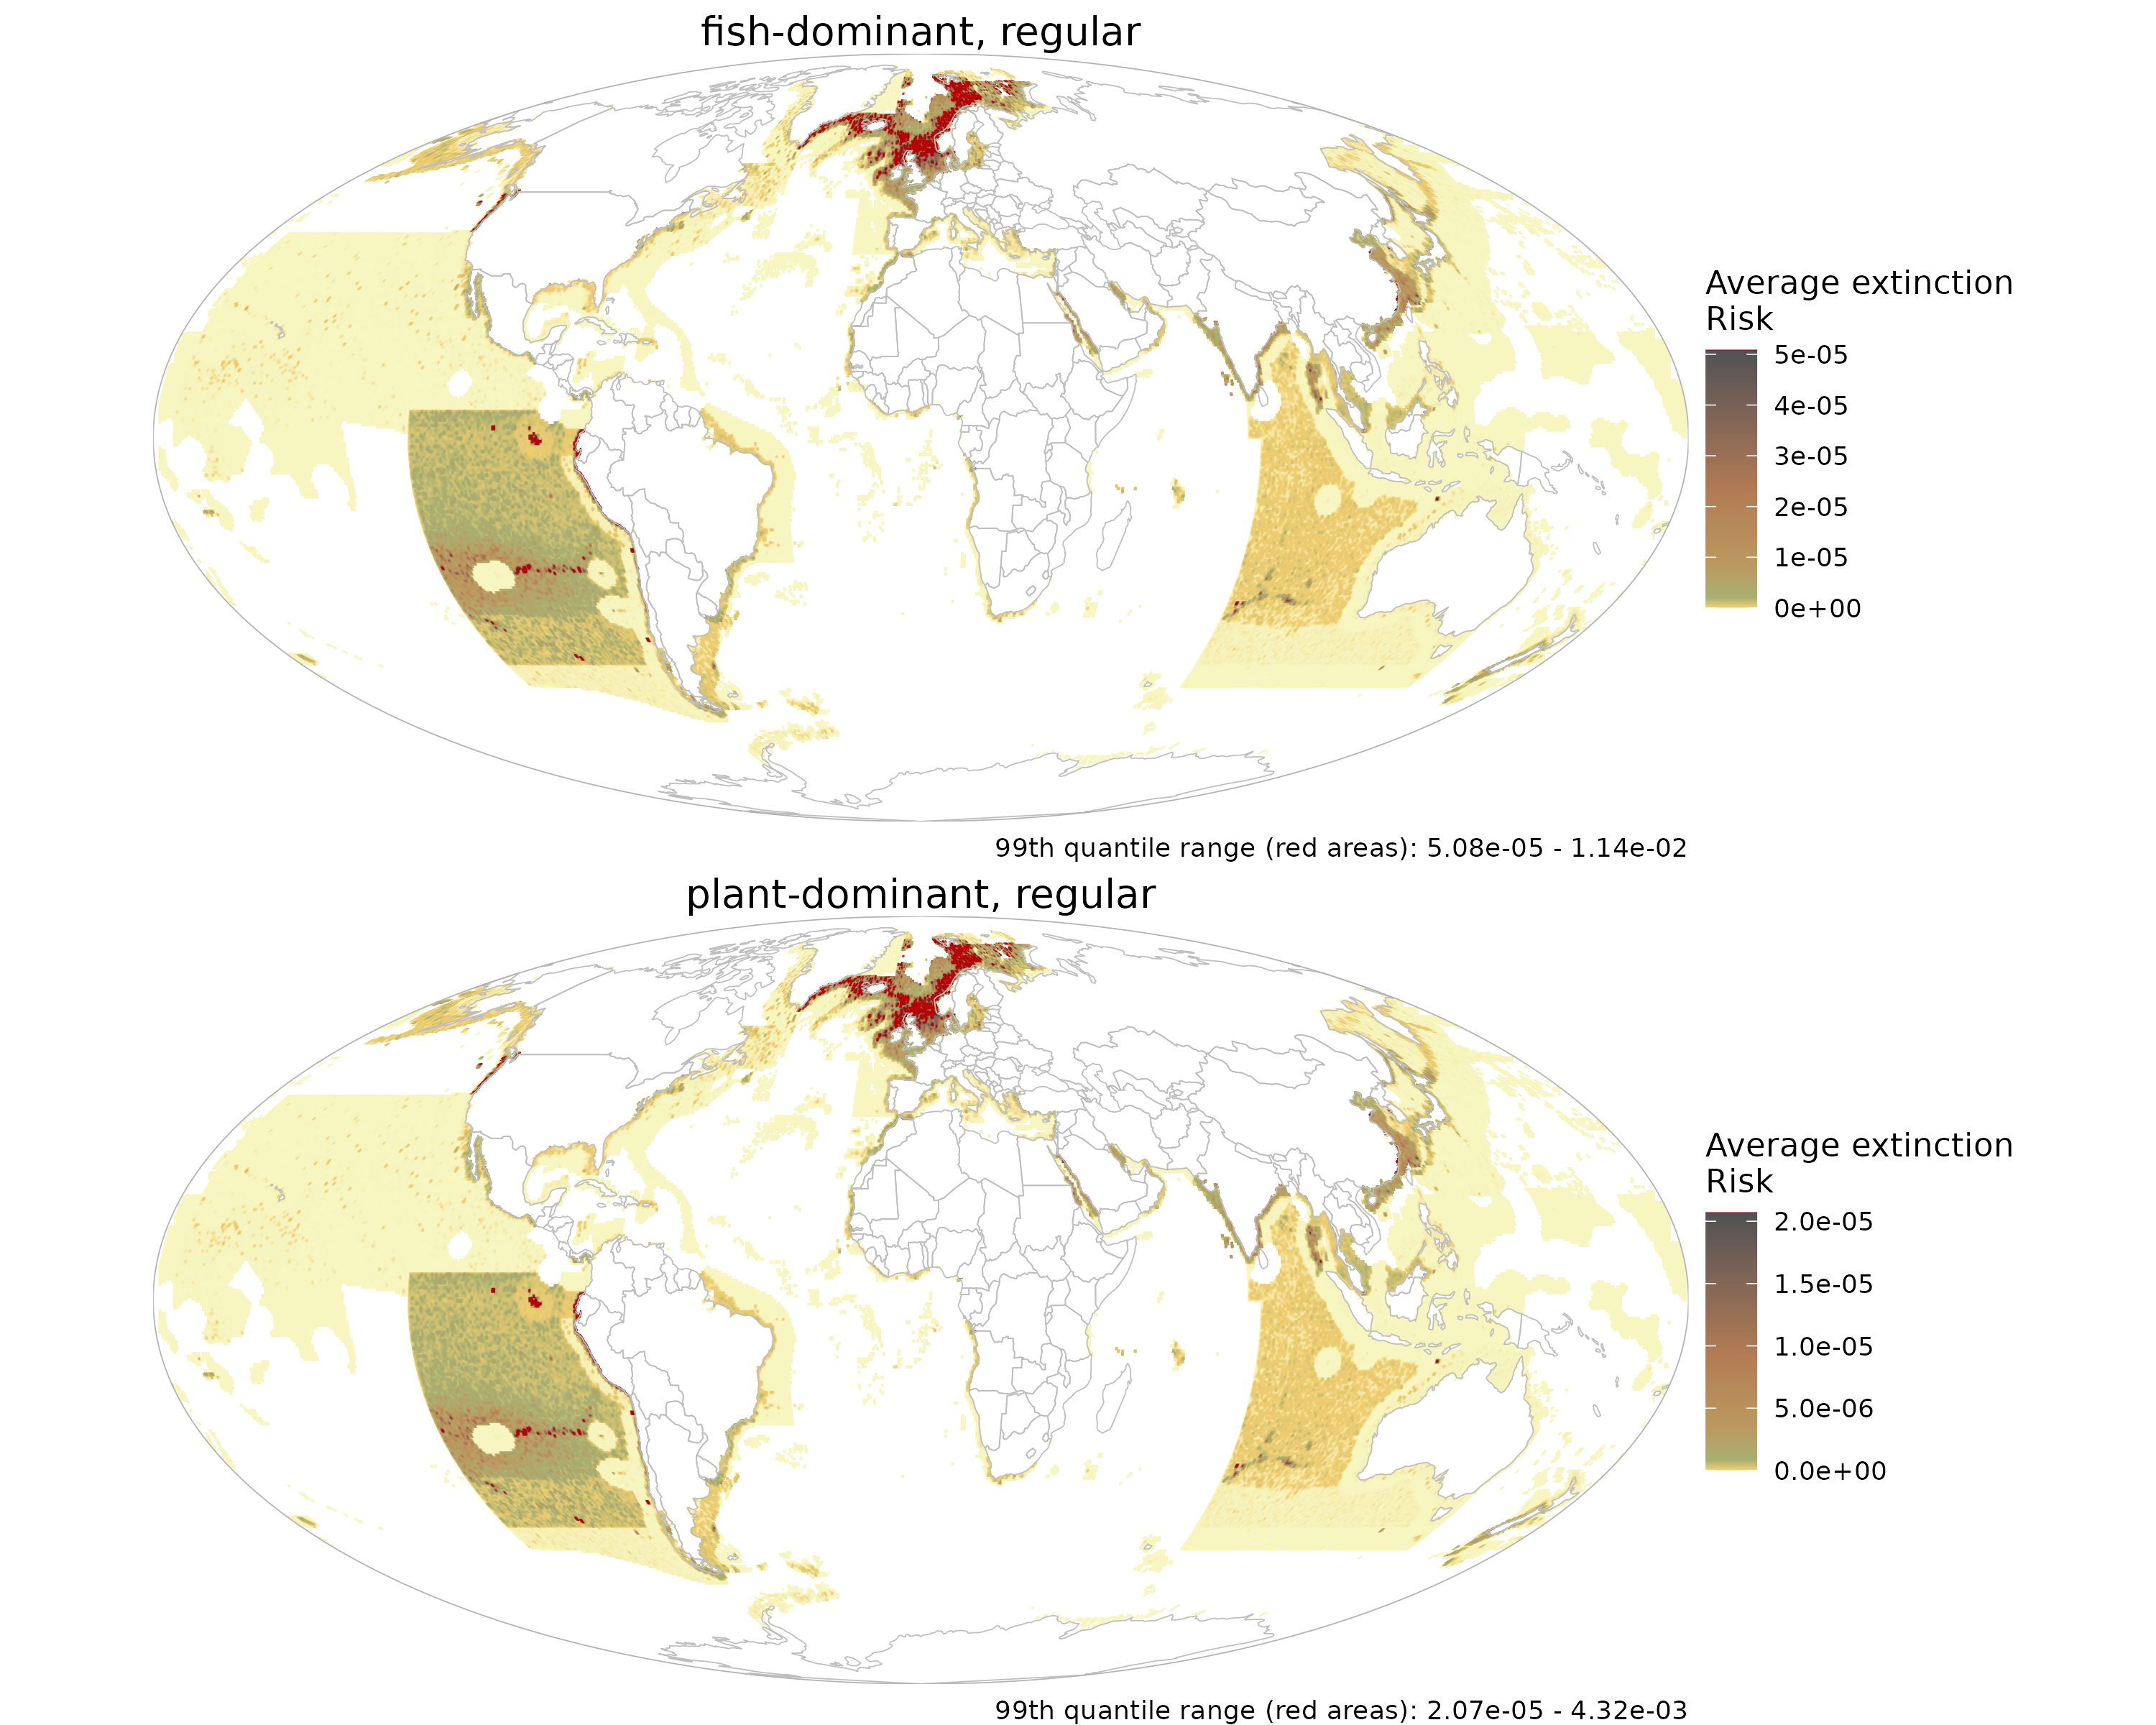 fish-dominant, regular
Average extinction
Risk
5e-05
4e-05
3e-05
2e-05
1e-05
0e+00
99th quantile range (red areas): 5.08e-05 - 1.14e-02
plant-dominant, regular
Average extinction
Risk
2.0e-05
1.5e-05
1.0e-05
5.0e-06
0.0e+00
99th quantile range (red areas): 2.07e-05 - 4.32e-03